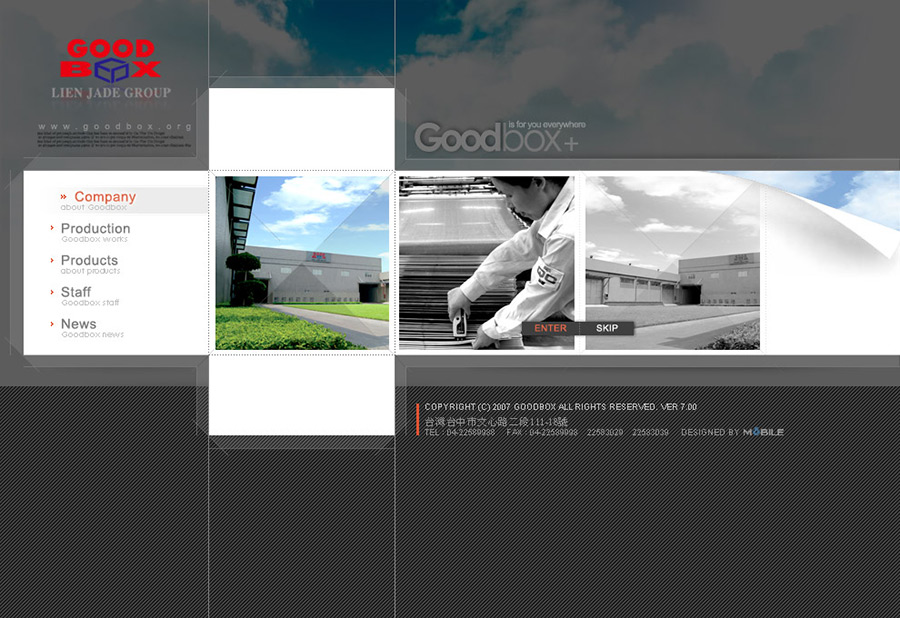 GOOD
BOX
LIEN JADE GROUP
www.goodbox.org
is for you everywhere
Goodbox+
» Company
about Goodbox
Production
Goodbox works
Products
about products
Staff
Goodbox staff
News
Goodbox news
ENTER SKIP
COPYRIGHT (C) 2007 GOODBOX ALL RIGHTS RESERVED. VER 7.00
台灣台中市文心路二段111-18號
TEL : 04-22589988 FAX : 04-22589998 22583029 22583039 DESIGNED BY MOBILE